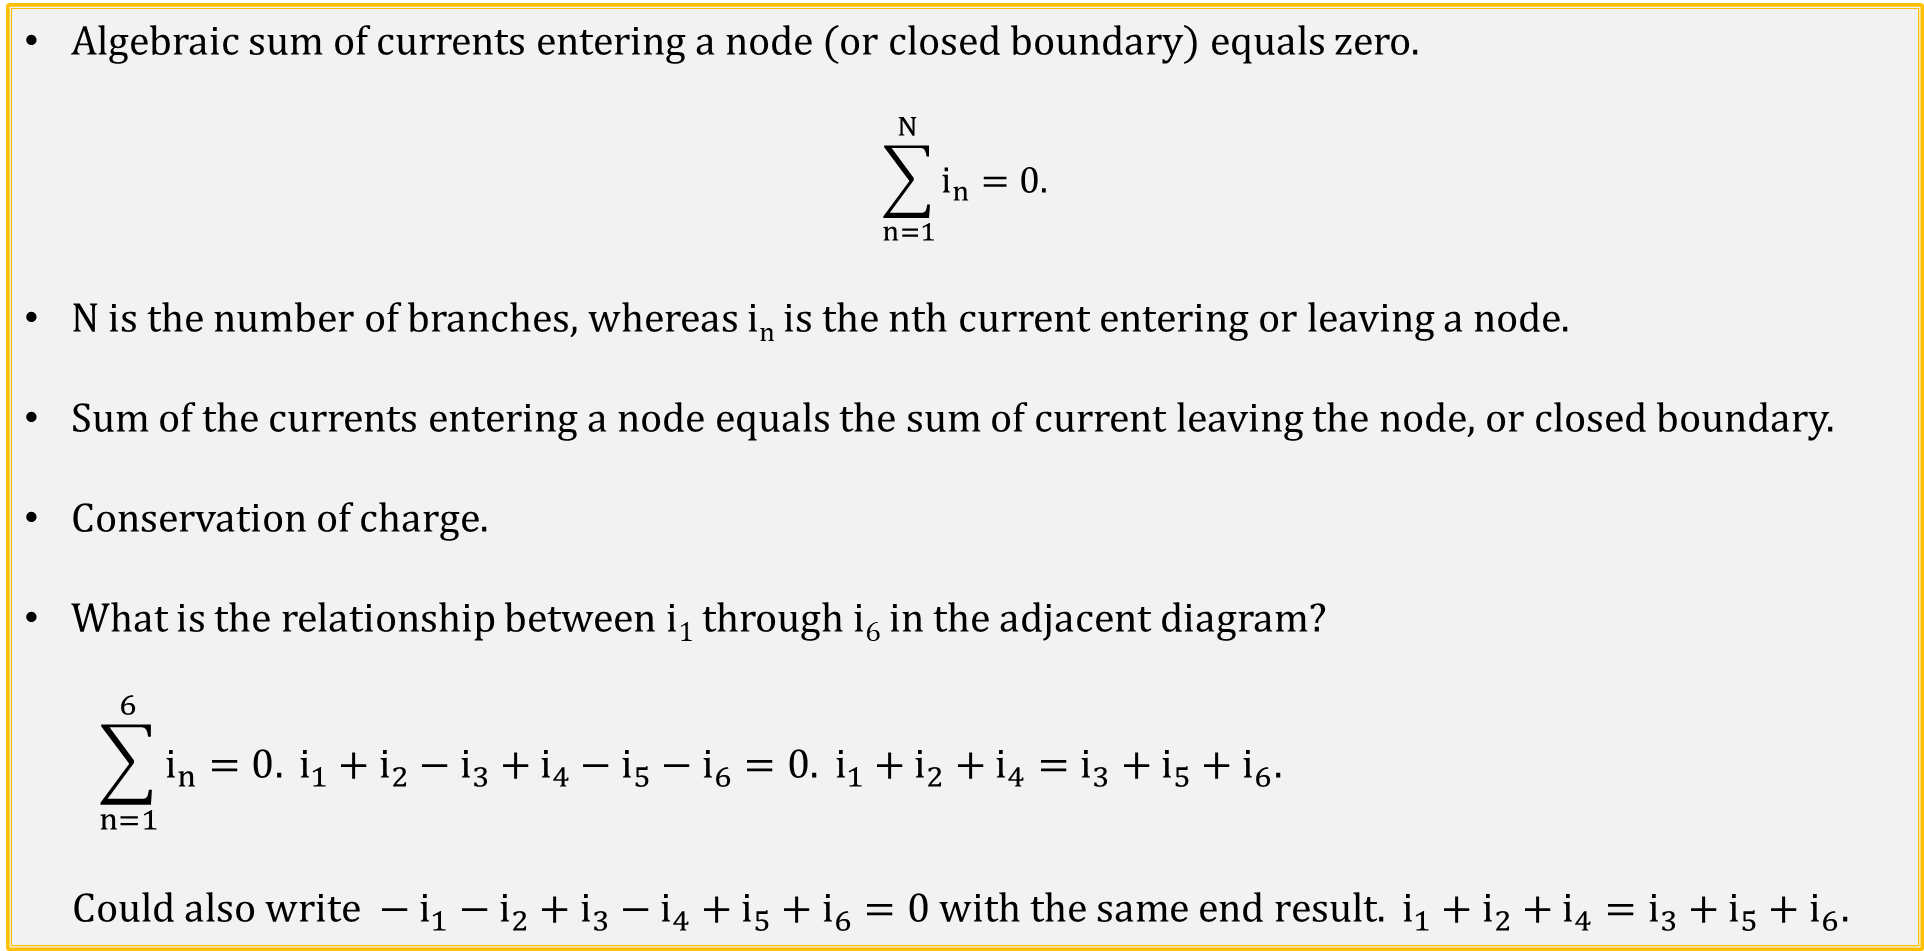 • Algebraic sum of currents entering a node (or closed boundary) equals zero.
N
∑ iₙ = 0.
n=1
• N is the number of branches, whereas iₙ is the nth current entering or leaving a node.
• Sum of the currents entering a node equals the sum of current leaving the node, or closed boundary.
• Conservation of charge.
• What is the relationship between i₁ through i₆ in the adjacent diagram?
6
∑ iₙ = 0. i₁ + i₂ − i₃ + i₄ − i₅ − i₆ = 0. i₁ + i₂ + i₄ = i₃ + i₅ + i₆.
n=1
Could also write − i₁ − i₂ + i₃ − i₄ + i₅ + i₆ = 0 with the same end result. i₁ + i₂ + i₄ = i₃ + i₅ + i₆.